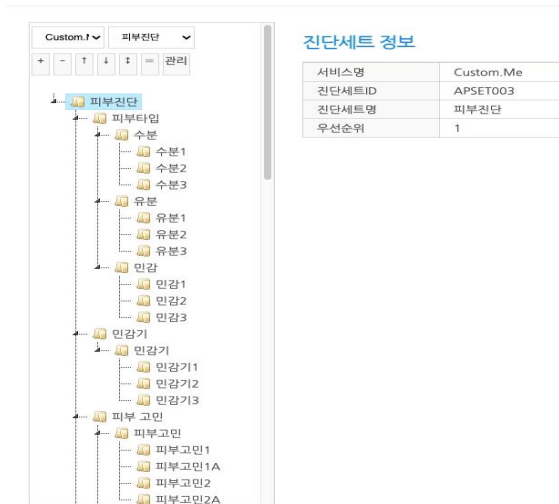 Custom.M 피부진단
+ - ↑ ↓ ↕ = 관리
피부진단
피부타입
수분
수분1
수분2
수분3
유분
유분1
유분2
유분3
민감
민감1
민감2
민감3
민감기
민감기
민감기1
민감기2
민감기3
피부 고민
피부고민
피부고민1
피부고민1A
피부고민2
피부고민2A
진단세트 정보
서비스명 Custom.Me
진단세트ID APSET003
진단세트명 피부진단
우선순위 1